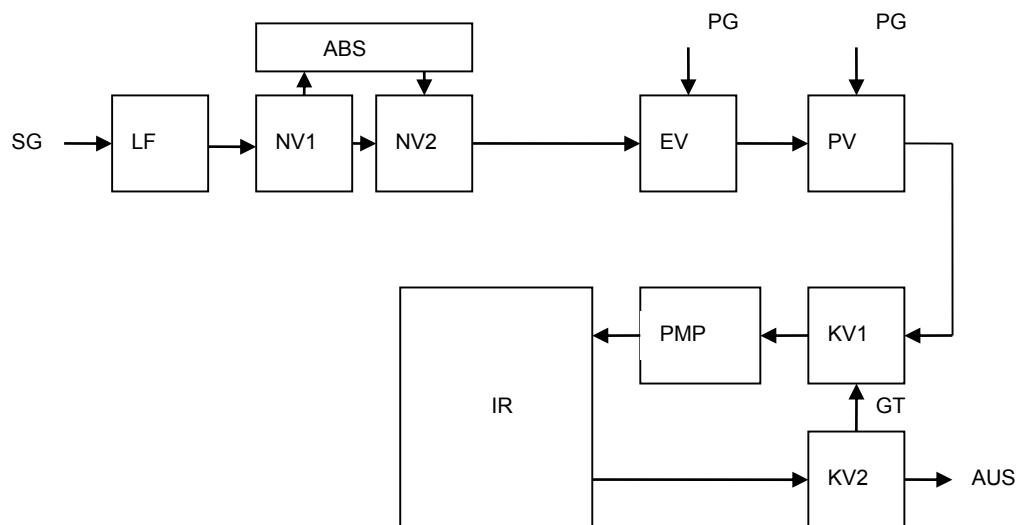 PG PG
ABS
SG LF NV1 NV2 EV PV
PMP KV1
IR GT
KV2 AUS